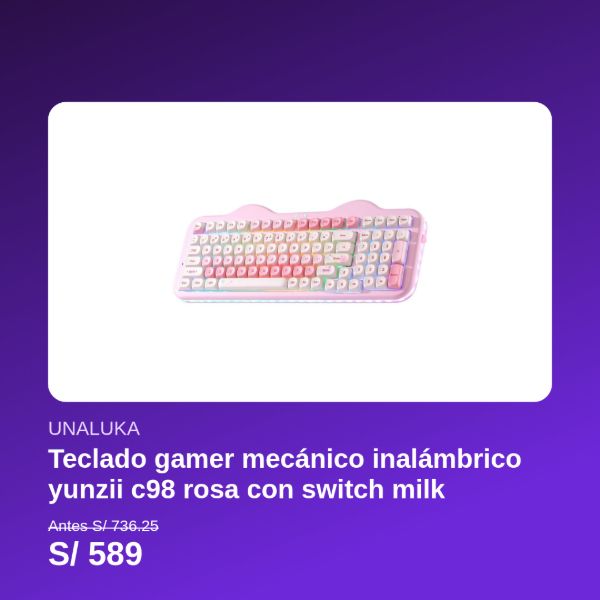 UNALUKA
Teclado gamer mecánico inalámbrico
yunzii c98 rosa con switch milk
Antes S/ 736.25
S/ 589